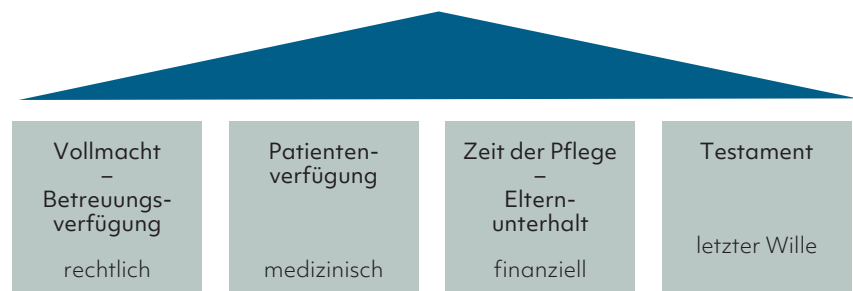 Vollmacht
–
Betreuungs-
verfügung
rechtlich
Patienten-
verfügung
medizinisch
Zeit der Pflege
–
Eltern-
unterhalt
finanziell
Testament
letzter Wille